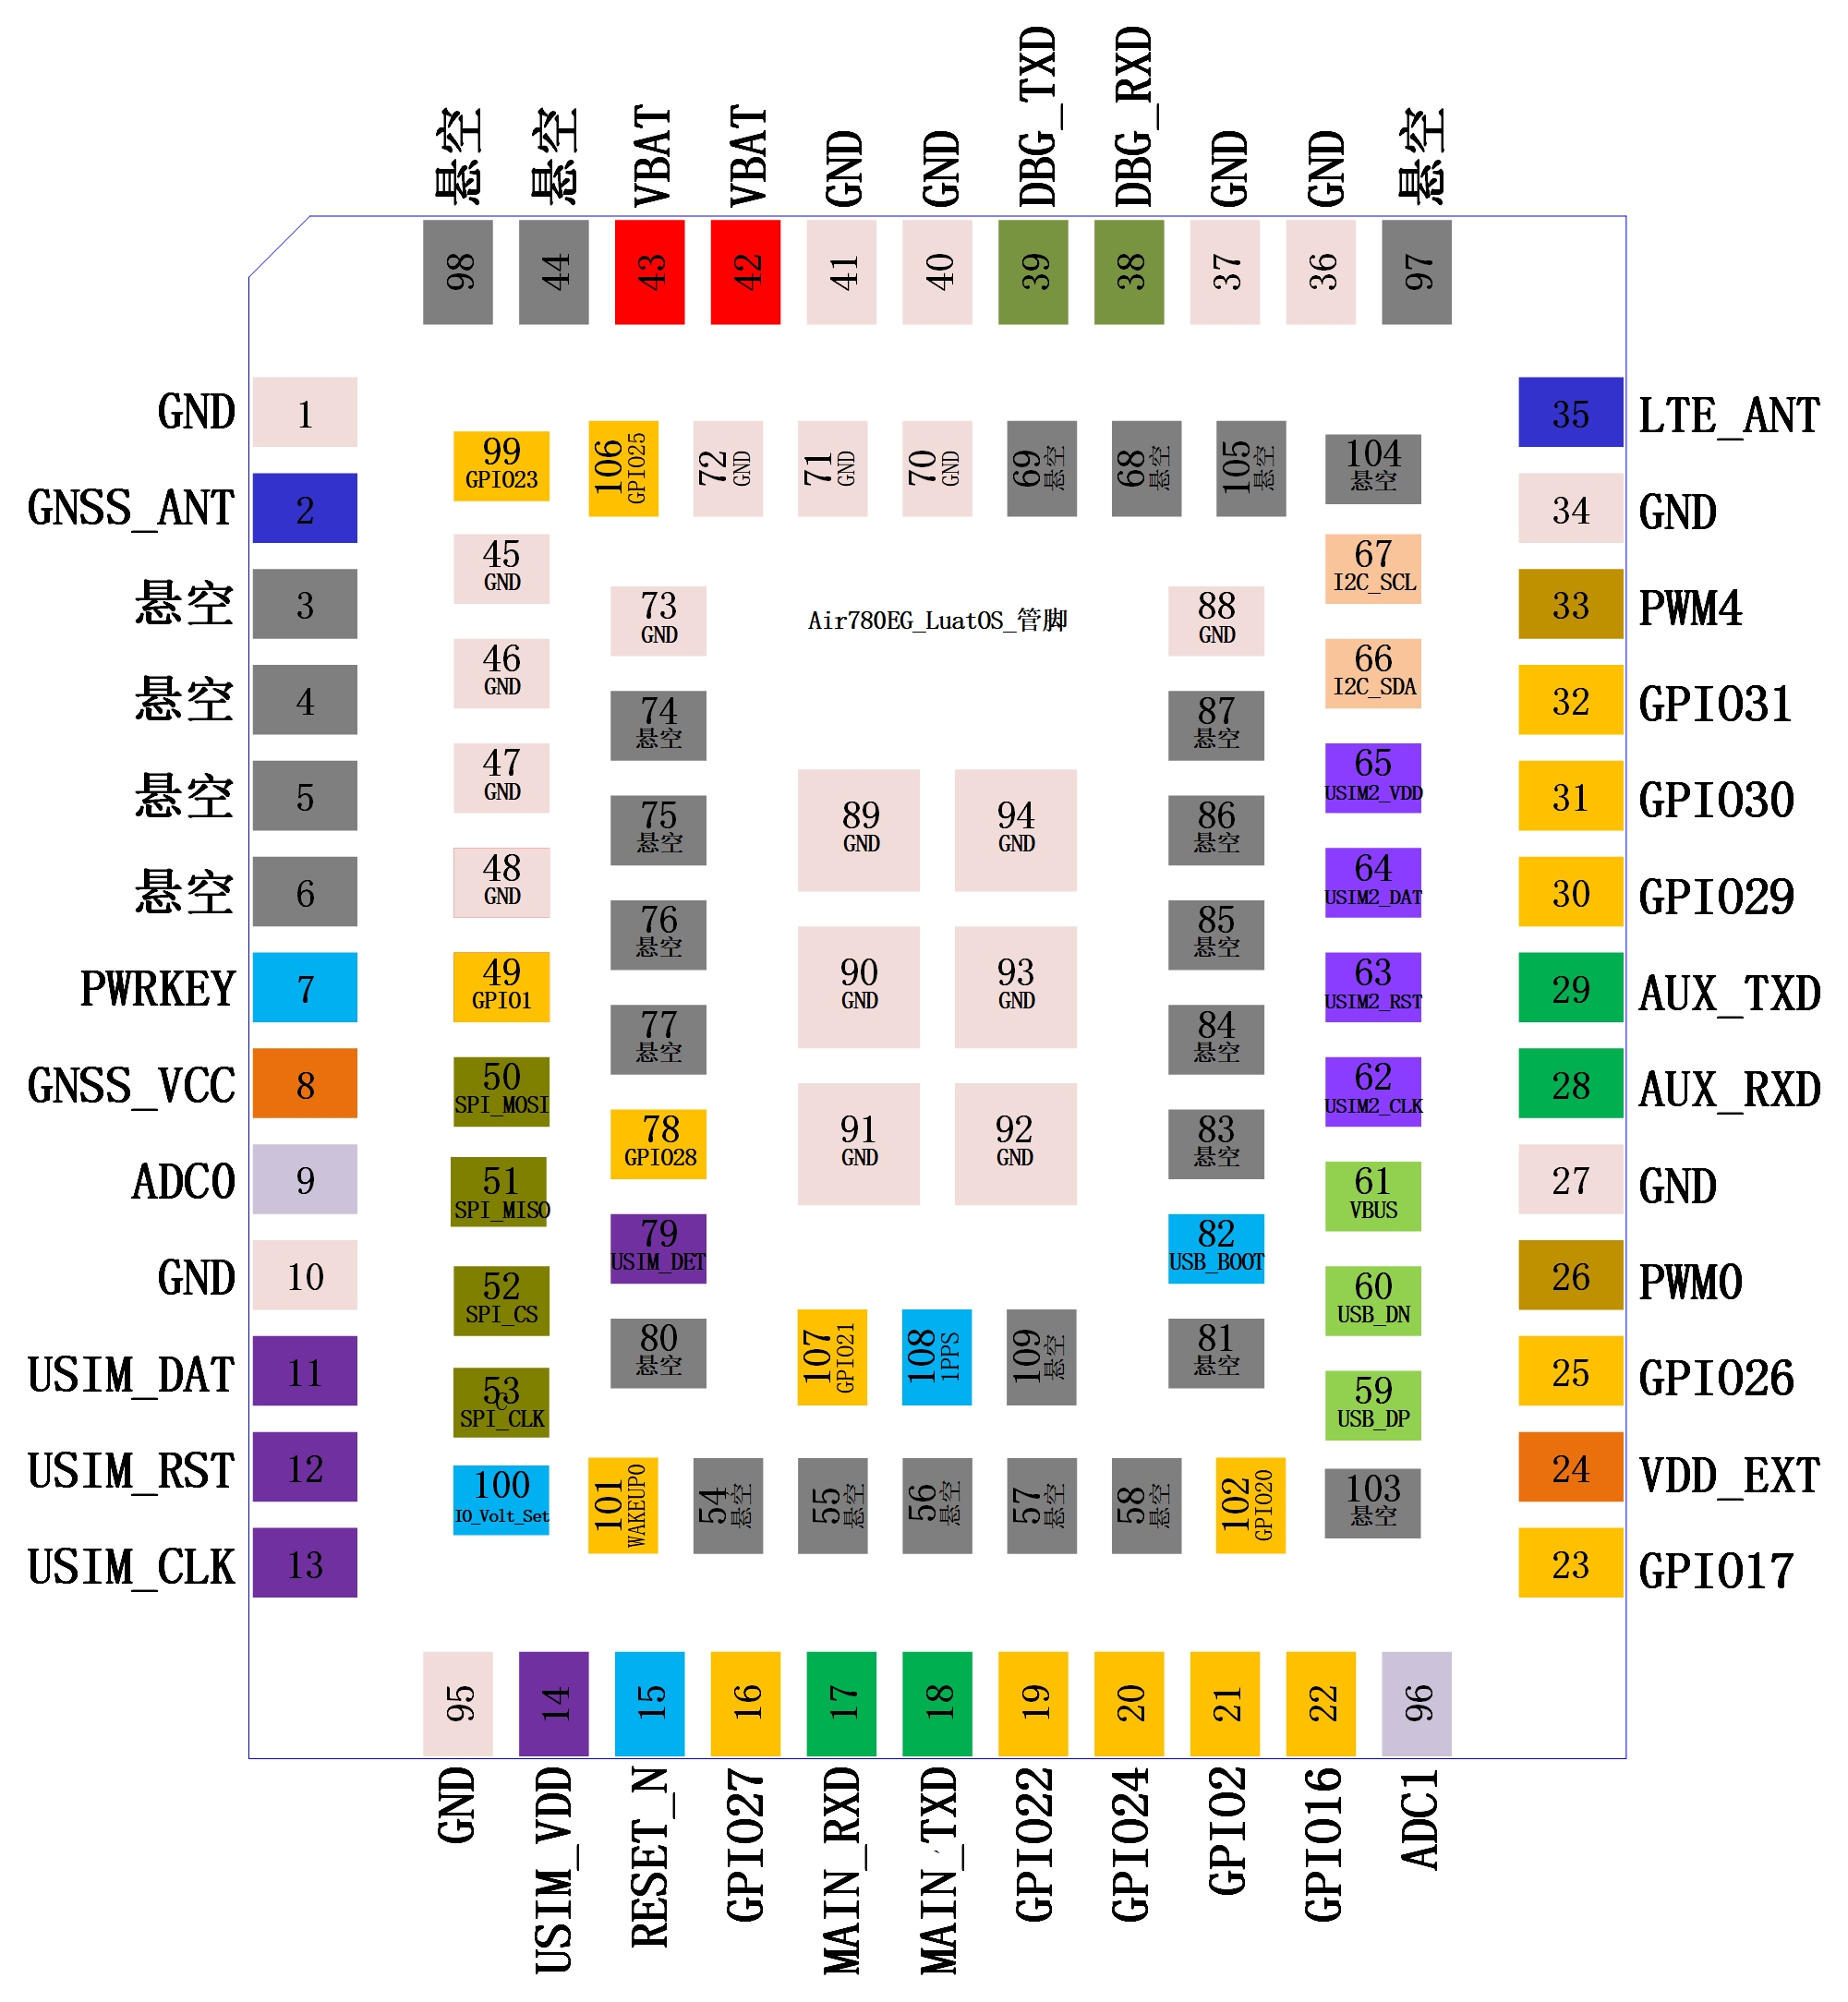 悬空
悬空
VBAT
VBAT
GND
GND
DBG_TXD
DBG_RXD
GND
GND
悬空
98
44
43
42
41
40
39
38
37
36
97
GND
1
GNSS_ANT
2
悬空
3
悬空
4
悬空
5
悬空
6
PWRKEY
7
GNSS_VCC
8
ADC0
9
GND
10
USIM_DAT
11
USIM_RST
12
USIM_CLK
13
99
GPIO23
45
GND
46
GND
47
GND
48
GND
49
GPIO1
50
SPI_MOSI
51
SPI_MISO
52
SPI_CS
53
C
SPI_CLK
100
IO_Volt_Set
106
GPIO25
72
GND
71
GND
70
GND
69
悬空
68
悬空
105
悬空
104
悬空
Air780EG_LuatOS_管脚
73
GND
74
悬空
75
悬空
76
悬空
77
悬空
78
GPIO28
79
USIM_DET
80
悬空
89
GND
94
GND
90
GND
93
GND
91
GND
92
GND
107
GPIO21
108
1PPS
109
悬空
88
GND
87
悬空
86
悬空
85
悬空
84
悬空
83
悬空
82
USB_BOOT
81
悬空
67
I2C_SCL
66
I2C_SDA
65
USIM2_VDD
64
USIM2_DAT
63
USIM2_RST
62
USIM2_CLK
61
VBUS
60
USB_DN
59
USB_DP
103
悬空
101
WAKEUP0
54
悬空
55
悬空
56
悬空
57
悬空
58
悬空
102
GPIO20
35
LTE_ANT
34
GND
33
PWM4
32
GPIO31
31
GPIO30
30
GPIO29
29
AUX_TXD
28
AUX_RXD
27
GND
26
PWM0
25
GPIO26
24
VDD_EXT
23
GPIO17
95
14
15
16
17
18
19
20
21
22
96
GND
USIM_VDD
RESET_N
GPIO27
MAIN_RXD
MAIN_TXD
GPIO22
GPIO24
GPIO2
GPIO16
ADC1